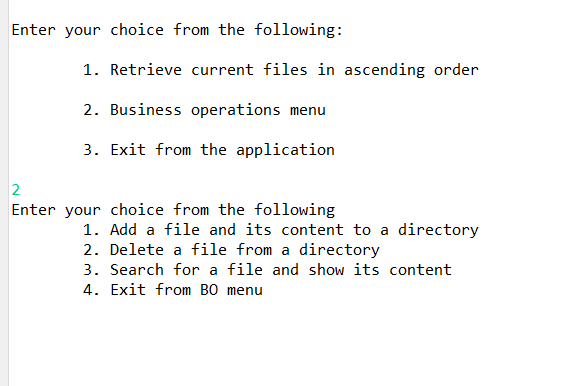 Enter your choice from the following:
1. Retrieve current files in ascending order
2. Business operations menu
3. Exit from the application
2
Enter your choice from the following
1. Add a file and its content to a directory
2. Delete a file from a directory
3. Search for a file and show its content
4. Exit from BO menu